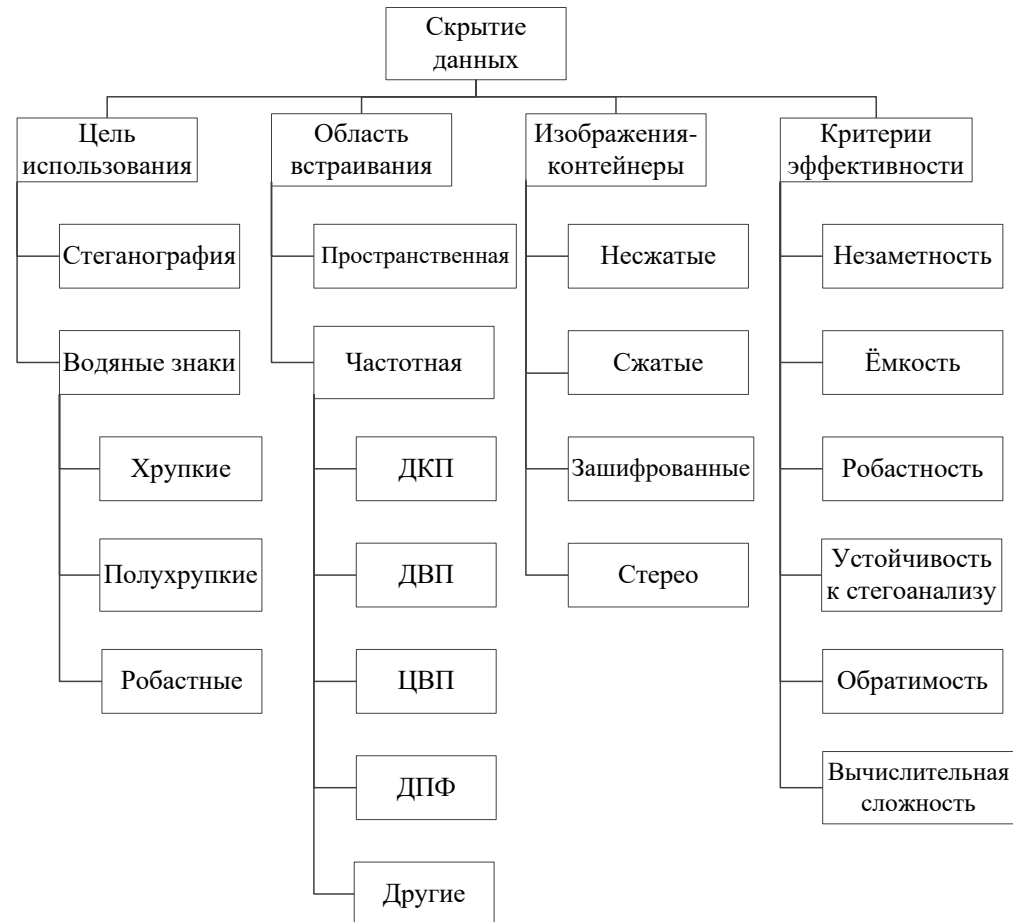 Скрытие
данных
Цель
использования
Стеганография
Водяные знаки
Хрупкие
Полухрупкие
Робастные
Область
встраивания
Пространственная
Частотная
ДКП
ДВП
ЦВП
ДПФ
Другие
Изображения-
контейнеры
Несжатые
Сжатые
Зашифрованные
Стерео
Критерии
эффективности
Незаметность
Ёмкость
Робастность
Устойчивость
к стегоанализу
Обратимость
Вычислительная
сложность